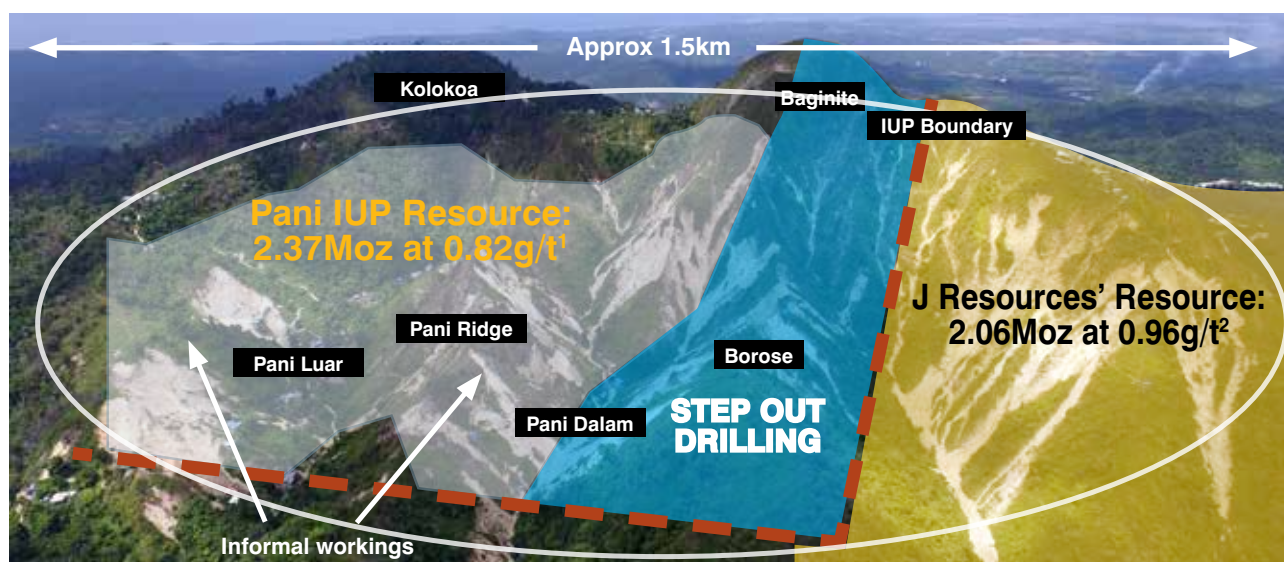 Approx 1.5km
Kolokoa
Baginite
IUP Boundary
Pani IUP Resource:
2.37Moz at 0.82g/t¹
J Resources’ Resource:
2.06Moz at 0.96g/t²
Pani Ridge
Borose
Pani Luar
Pani Dalam
STEP OUT
DRILLING
Informal workings